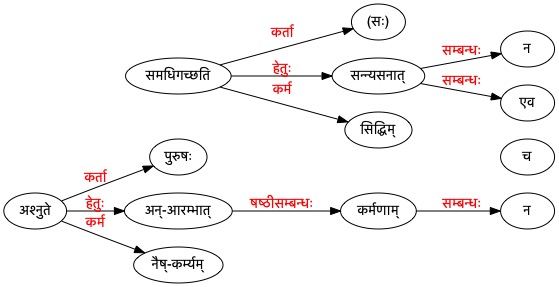 कर्ता
(सः)
समधिगच्छति
हेतुः
सन्न्यसनात्
सम्बन्धः
न
सम्बन्धः
एव
कर्म
सिद्धिम्
च
कर्ता
पुरुषः
अश्नुते
हेतुः
अन्-आरम्भात्
षष्ठीसम्बन्धः
कर्मणाम्
सम्बन्धः
न
कर्म
नैष्-कर्म्यम्